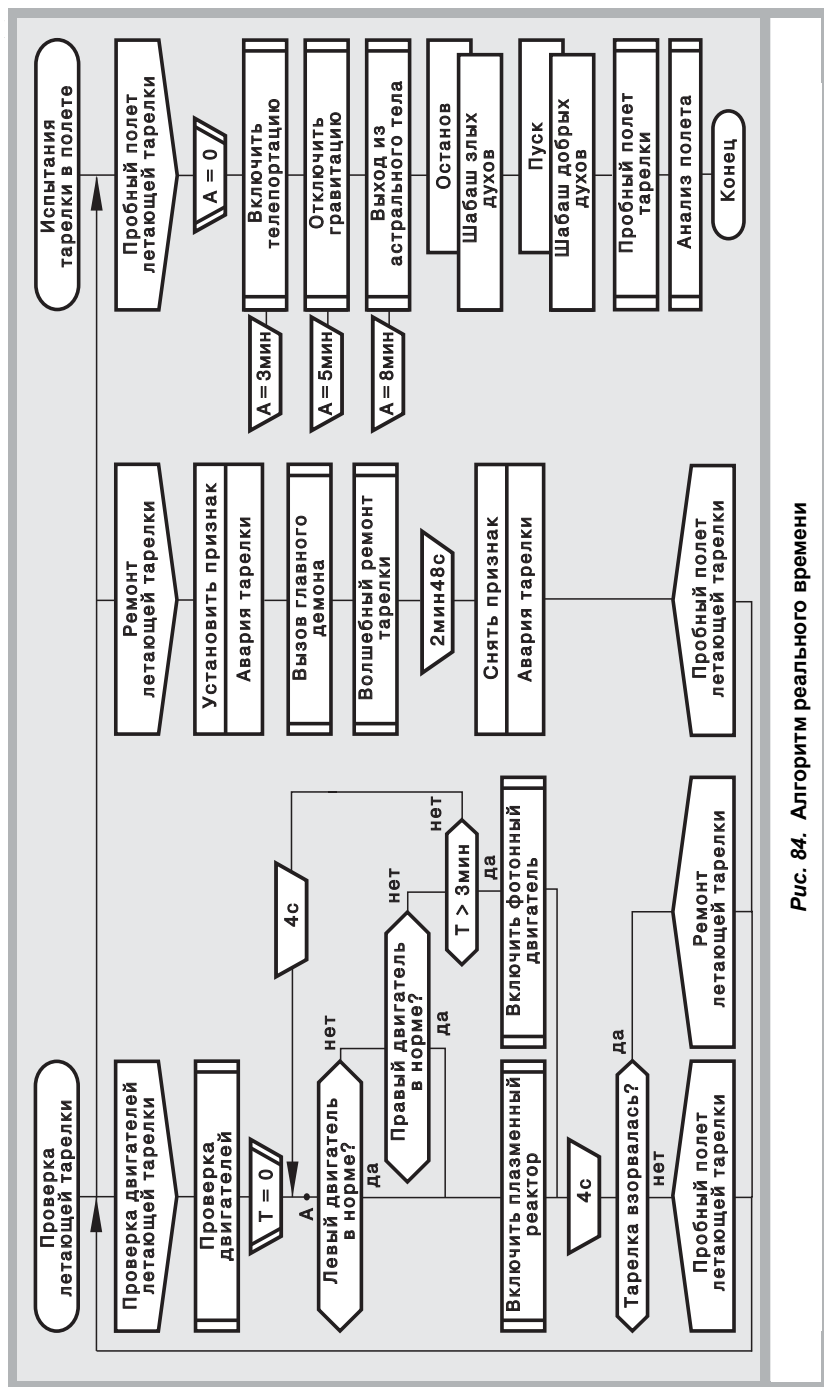 Проверка
летающей тарелки
Проверка двигателей
летающей тарелки
Проверка
двигателей
T = 0
A
Левый двигатель
в норме?
нет
да
Правый двигатель
в норме?
нет
да
T > 3мин
нет
да
4с
Включить плазменный
реактор
Включить фотонный
двигатель
4с
Тарелка взорвалась?
да
нет
Пробный полет
летающей тарелки
Ремонт
летающей тарелки
Ремонт
летающей тарелки
Установить признак
Авария тарелки
Вызов главного
демона
Волшебный ремонт
тарелки
2мин48с
Снять признак
Авария тарелки
Пробный полет
летающей тарелки
Испытания
тарелки в полете
Пробный полет
летающей тарелки
A = 0
A = 3мин
Включить
телепортацию
A = 5мин
Отключить
гравитацию
A = 8мин
Выход из
астрального тела
Останов
Шабаш злых
духов
Пуск
Шабаш добрых
духов
Пробный полет
тарелки
Анализ полета
Конец
Рис. 84. Алгоритм реального времени